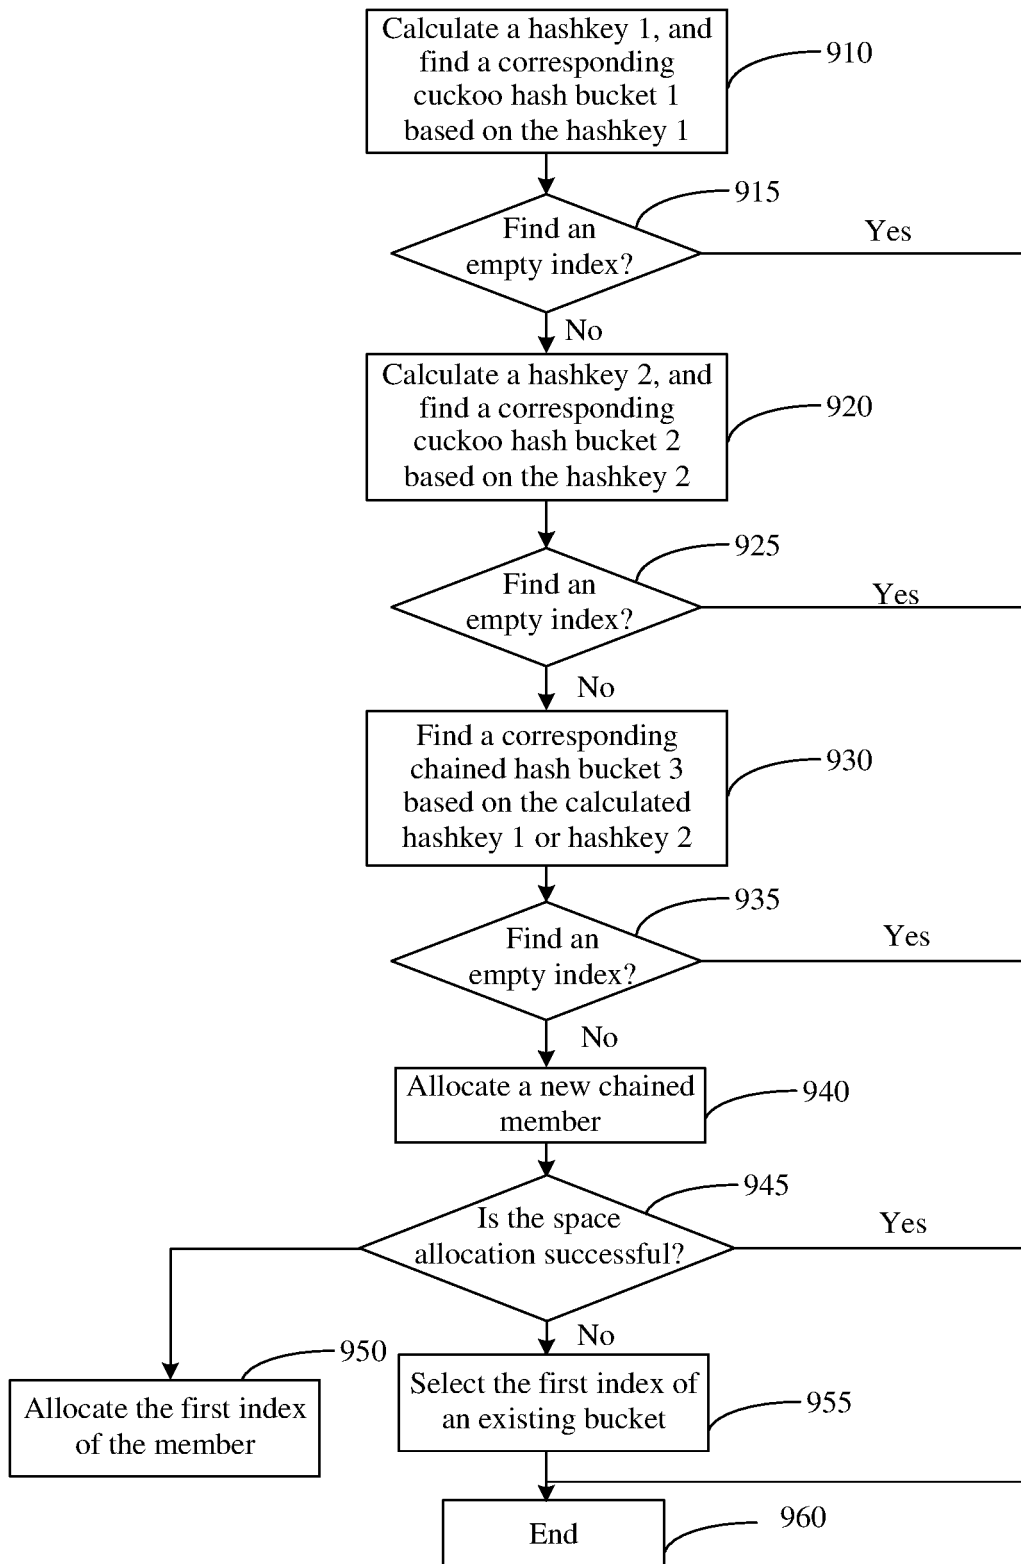 Calculate a hashkey 1, and
find a corresponding
cuckoo hash bucket 1
based on the hashkey 1
910
915
Find an
empty index?
Yes
No
Calculate a hashkey 2, and
find a corresponding
cuckoo hash bucket 2
based on the hashkey 2
920
925
Find an
empty index?
Yes
No
Find a corresponding
chained hash bucket 3
based on the calculated
hashkey 1 or hashkey 2
930
935
Find an
empty index?
Yes
No
Allocate a new chained
member
940
945
Is the space
allocation successful?
Yes
No
950
Allocate the first index
of the member
Select the first index of
an existing bucket
955
End
960